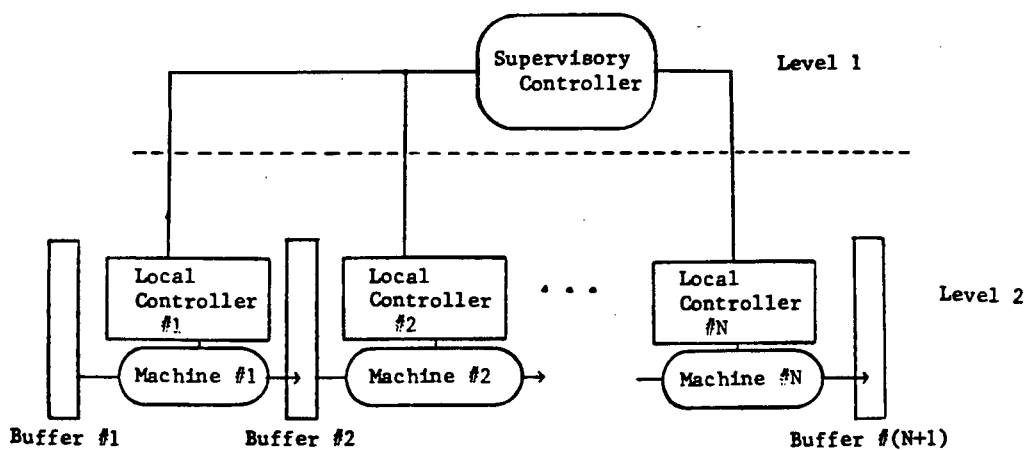 Supervisory
Controller
Level 1
Local
Controller
#1
Local
Controller
#2
Local
Controller
#N
Level 2
Machine #1
Machine #2
Machine #N
Buffer #1
Buffer #2
Buffer #(N+1)